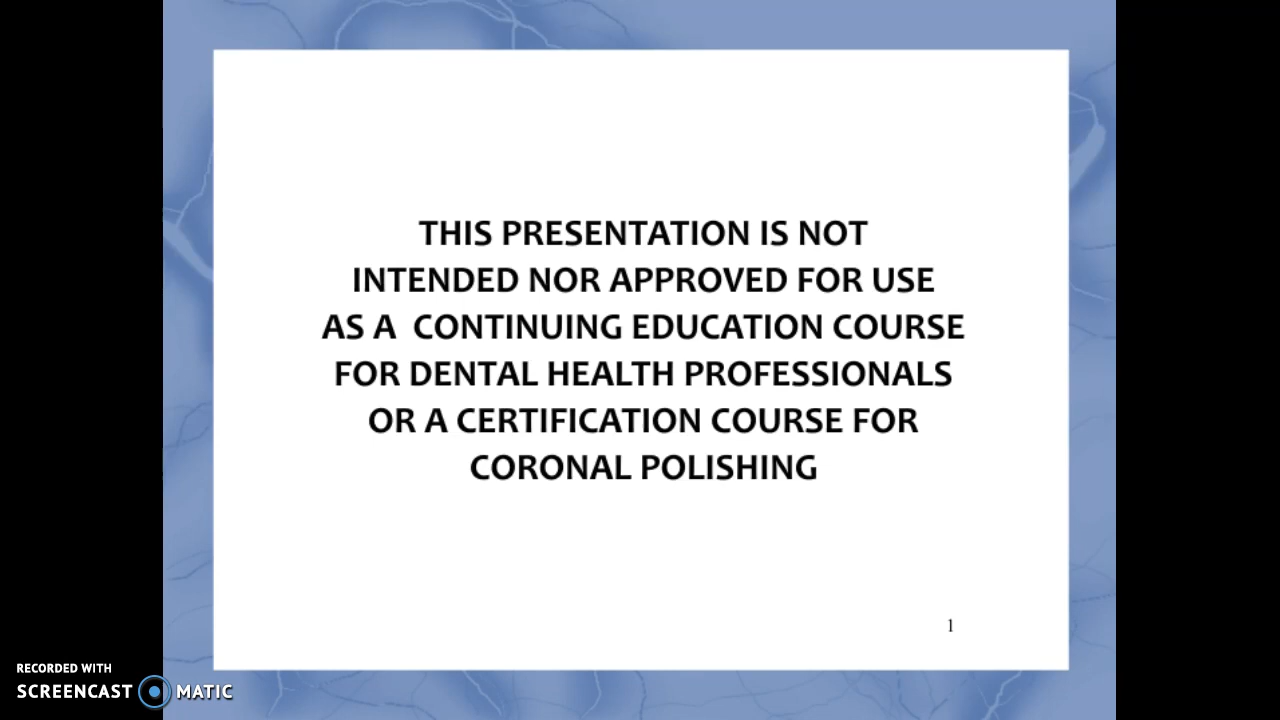 THIS PRESENTATION IS NOT
INTENDED NOR APPROVED FOR USE
AS A  CONTINUING EDUCATION COURSE
FOR DENTAL HEALTH PROFESSIONALS
OR A CERTIFICATION COURSE FOR
CORONAL POLISHING
1
RECORDED WITH
SCREENCAST MATIC